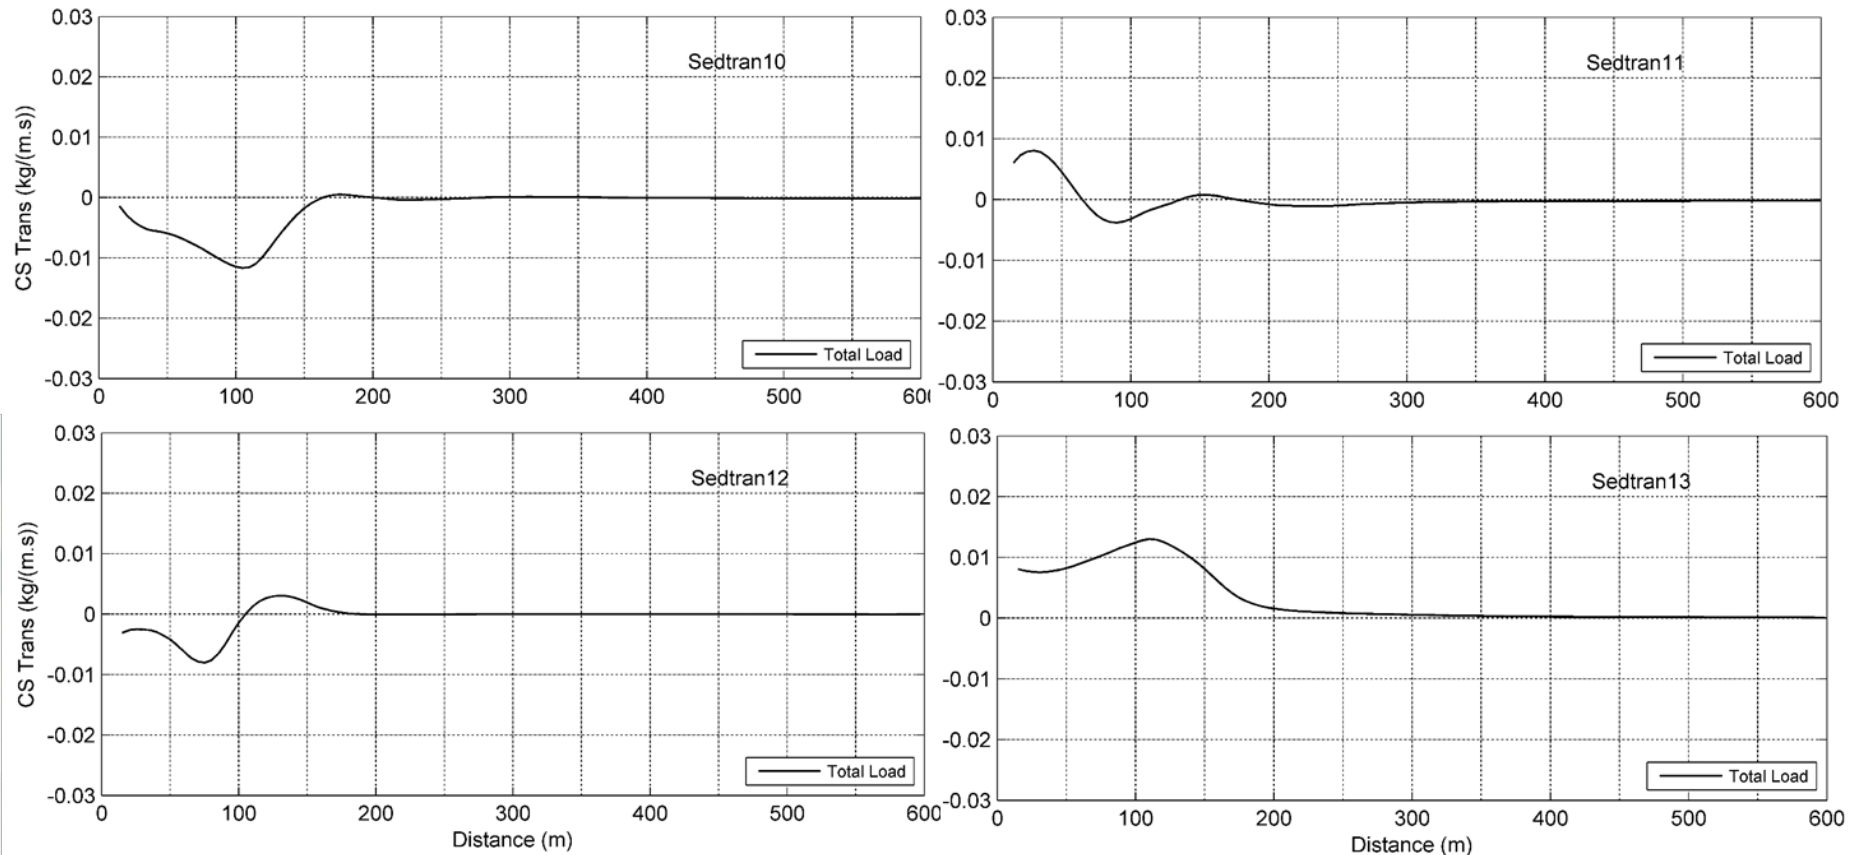 0.03
0.02
0.01
0
-0.01
-0.02
-0.03
CS Trans (kg/(m.s))
Sedtran10
Total Load
0 100 200 300 400 500 600
0.03
0.02
0.01
0
-0.01
-0.02
-0.03
Sedtran11
Total Load
0 100 200 300 400 500 600
0.03
0.02
0.01
0
-0.01
-0.02
-0.03
CS Trans (kg/(m.s))
Sedtran12
Total Load
0 100 200 300 400 500 600
Distance (m)
0.03
0.02
0.01
0
-0.01
-0.02
-0.03
Sedtran13
Total Load
0 100 200 300 400 500 600
Distance (m)